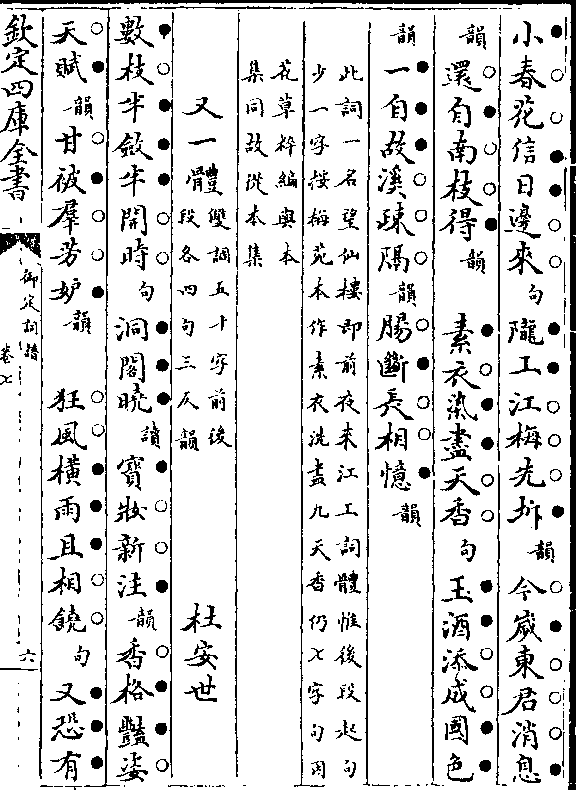 小春花信日邊來句隴上江梅先坼韻今歲東君消息
韻還自南枝得韻　素衣洗盡天香句玉酒添成國色
韻一自故溪疎隔韻腸斷長相憶韻
此詞一名望仙樓即前夜來江上詞體惟後段起句
少一字按梅苑本作素衣洗盡九天香仍七字句因
花草粹編與本
集同故從本集
又一體雙調五十字前後
段各四句三仄韻　杜安世
數枝半斂半開時句洞閣曉讀寶妝新注韻香格豔姿
天賦韻甘被羣芳妒韻　狂風橫雨且相饒句又恐有
欽定四庫全書
御定詞譜
卷七
六